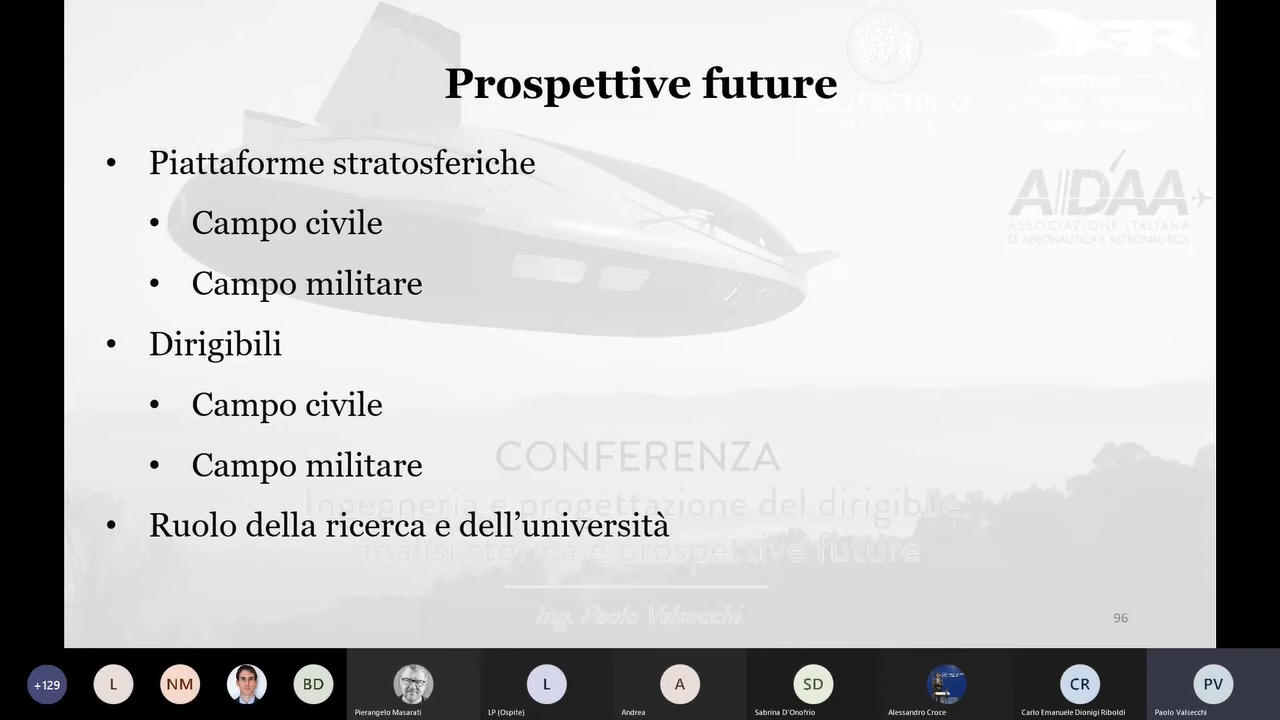 Prospettive future
• Piattaforme stratosferiche
• Campo civile
• Campo militare
• Dirigibili
• Campo civile
• Campo militare
• Ruolo della ricerca e dell’università
POLITECNICO
AIDAA
ASSOCIAZIONE ITALIANA
DI AERONAUTICA E ASTRONAUTICA
CONFERENZA
Ingegneria e progettazione del dirigibile
analisi storica e prospettive future
Ing. Paolo Valsecchi
96
+129
L
NM
BD
L
A
SD
CR
PV
Pierangelo Masarati
LP (Ospite)
Andrea
Sabrina D'Onofrio
Alessandro Croce
Carlo Emanuele Dionigi Riboldi
Paolo Valsecchi